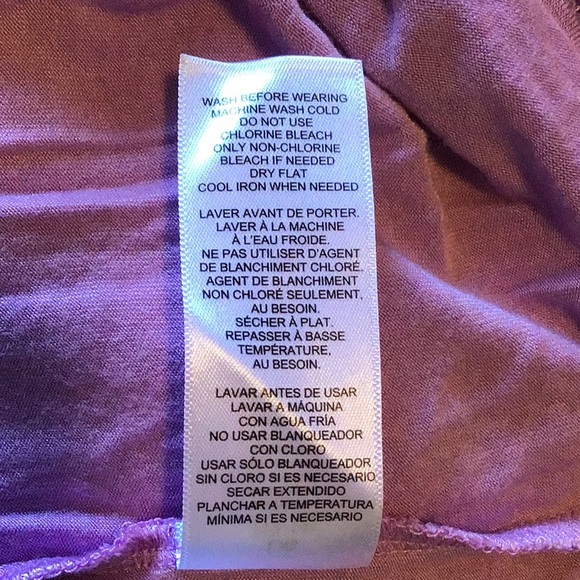 WASH BEFORE WEARING
MACHINE WASH COLD
DO NOT USE
CHLORINE BLEACH
ONLY NON-CHLORINE
BLEACH IF NEEDED
DRY FLAT
COOL IRON WHEN NEEDED
LAVER AVANT DE PORTER.
LAVER À LA MACHINE
À L'EAU FROIDE.
NE PAS UTILISER D'AGENT
DE BLANCHIMENT CHLORÉ.
AGENT DE BLANCHIMENT
NON CHLORÉ SEULEMENT,
AU BESOIN.
SÉCHER À PLAT.
REPASSER À BASSE
TEMPÉRATURE,
AU BESOIN.
LAVAR ANTES DE USAR
LAVAR A MÁQUINA
CON AGUA FRÍA
NO USAR BLANQUEADOR
CON CLORO
USAR SÓLO BLANQUEADOR
SIN CLORO SI ES NECESARIO
SECAR EXTENDIDO
PLANCHAR A TEMPERATURA
MÍNIMA SI ES NECESARIO